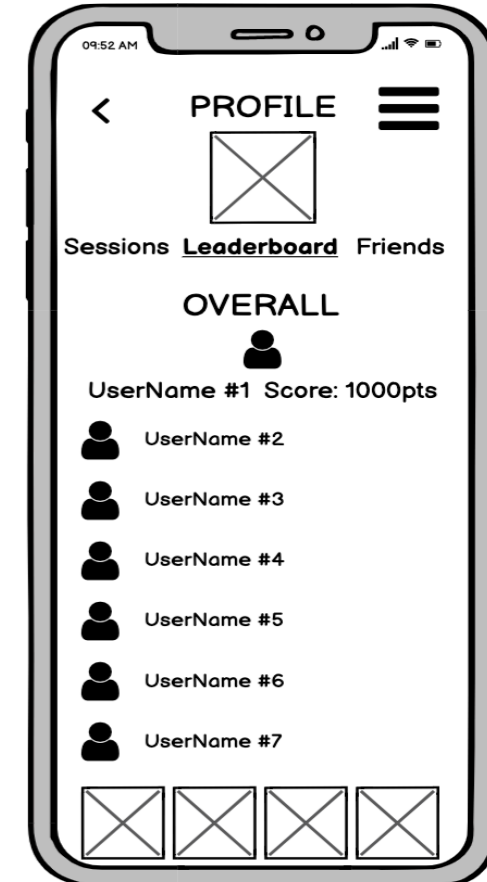 09:52 AM
PROFILE
Sessions Leaderboard Friends
OVERALL
UserName #1 Score: 1000pts
UserName #2
UserName #3
UserName #4
UserName #5
UserName #6
UserName #7